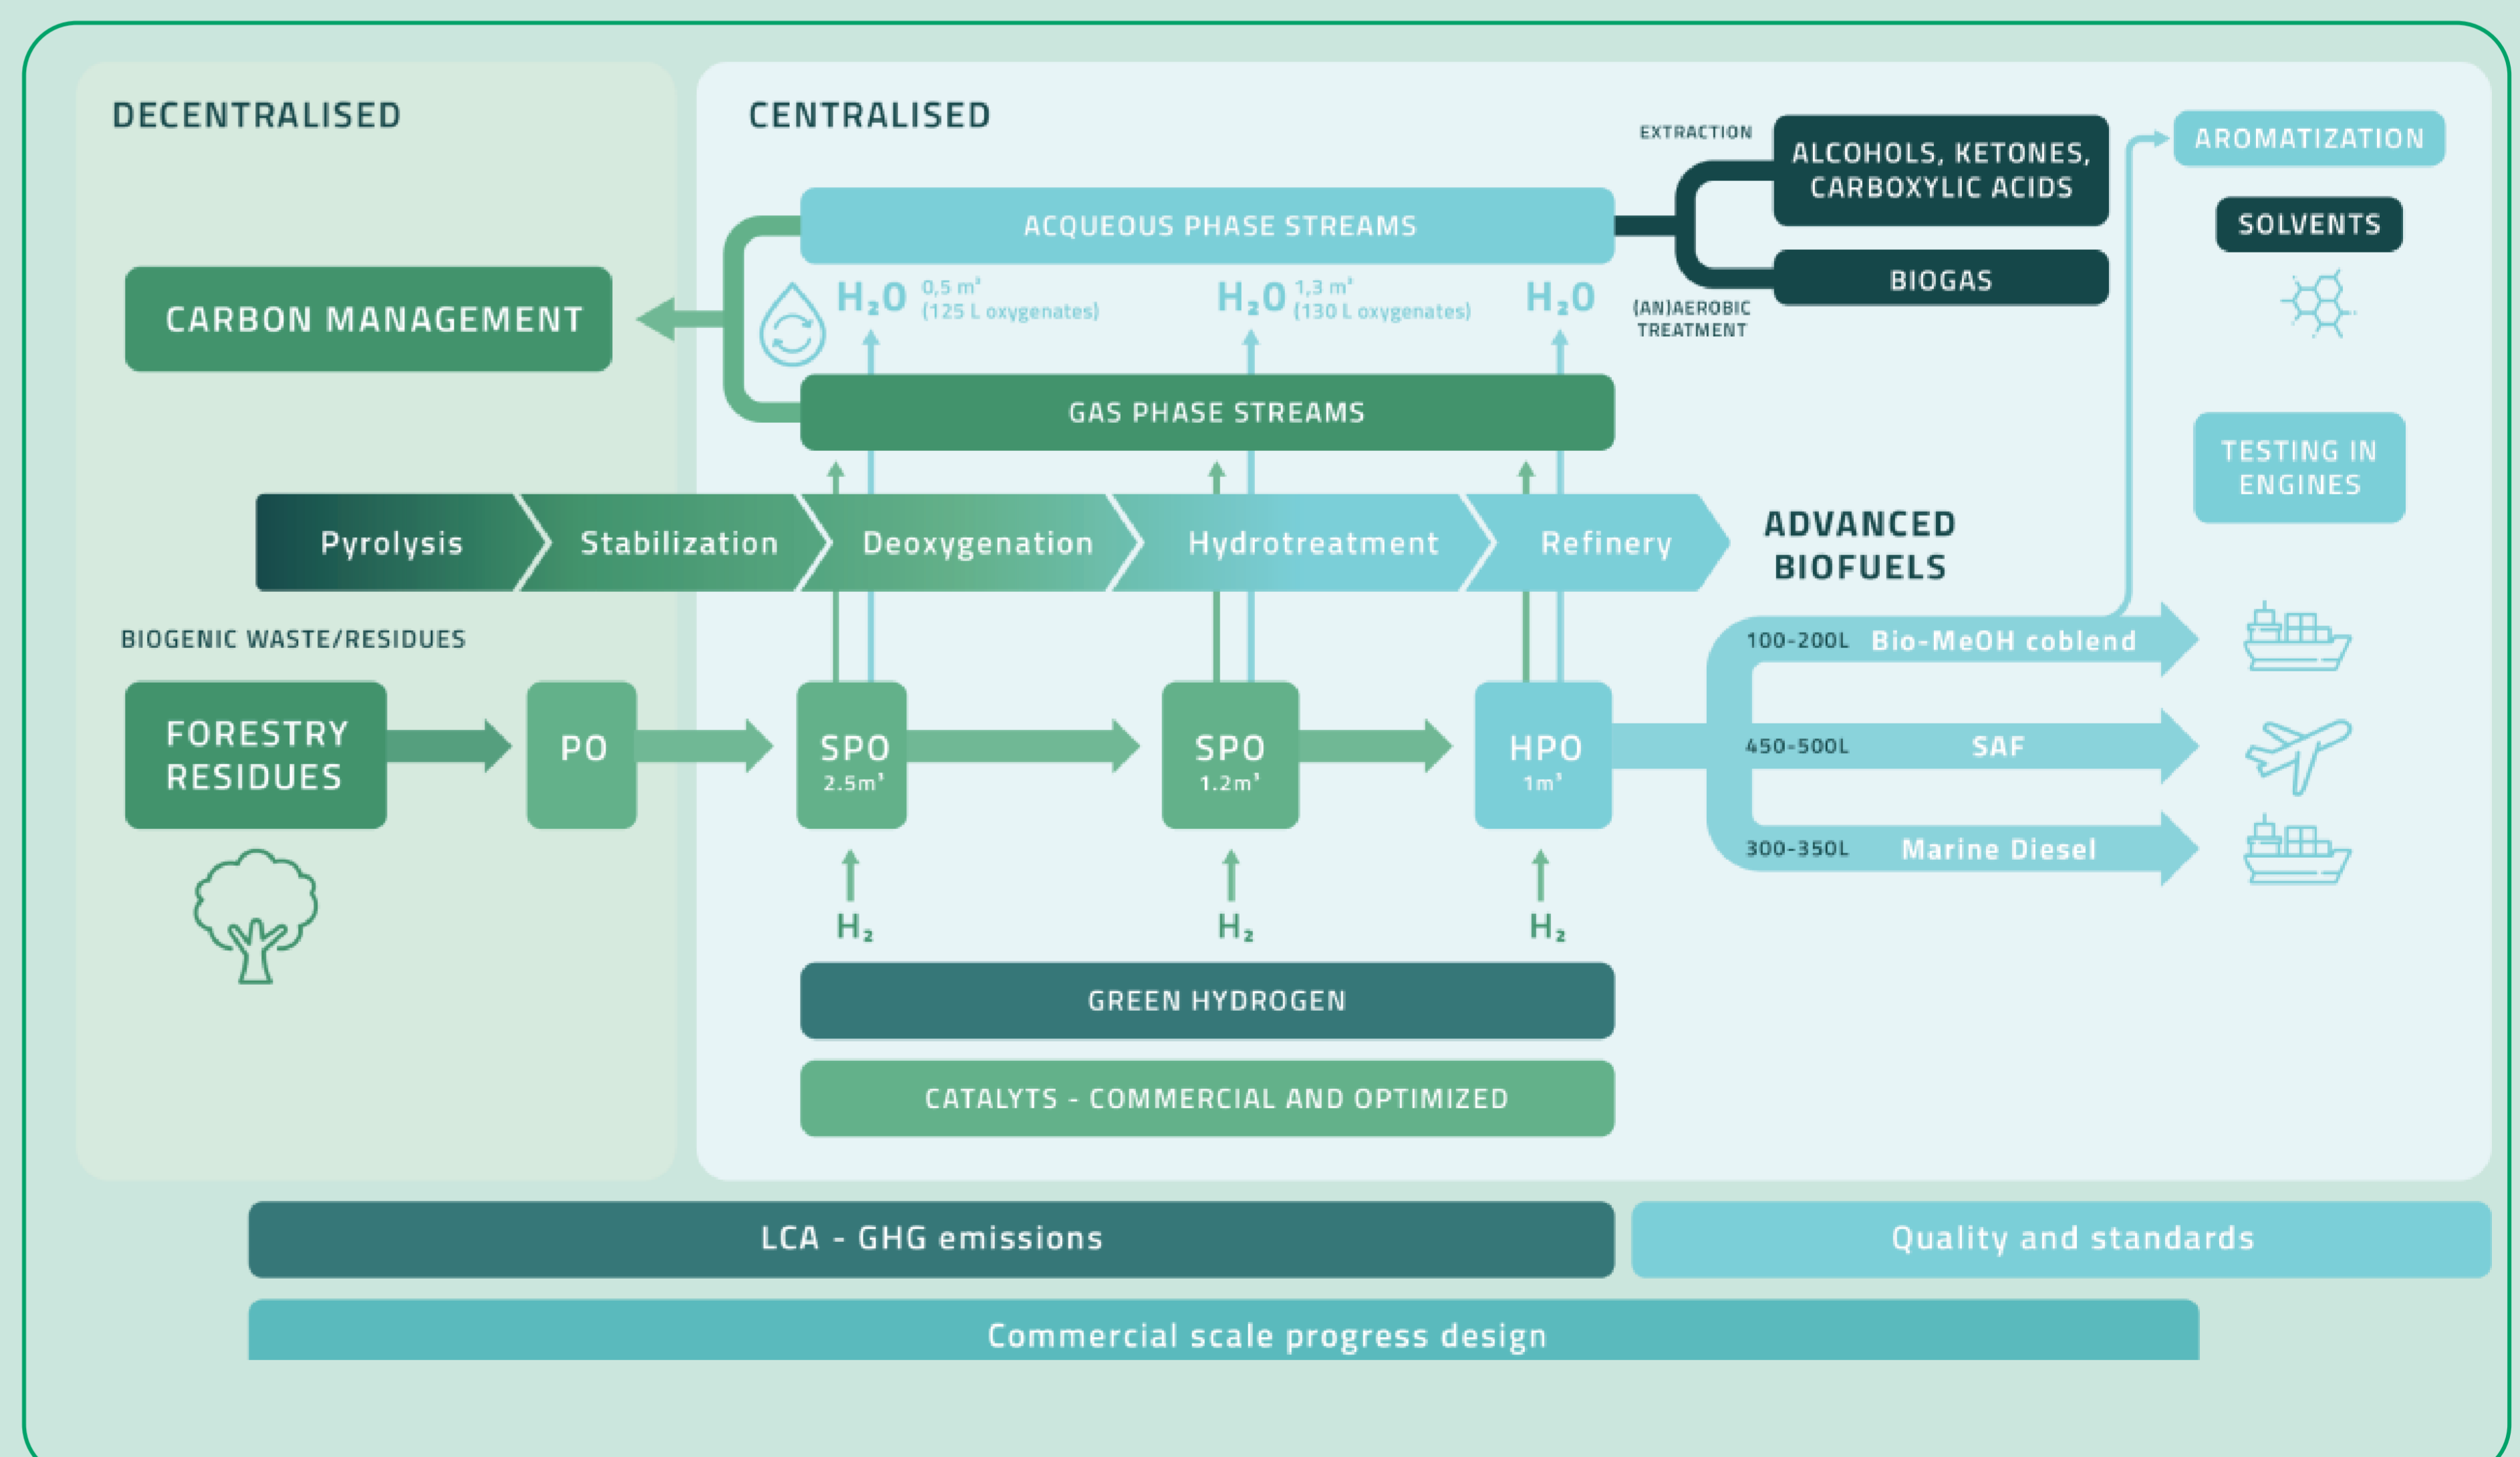 DECENTRALISED
CENTRALISED
EXTRACTION
ALCOHOLS, KETONES,
CARBOXYLIC ACIDS
AROMATIZATION
SOLVENTS
ACQUEOUS PHASE STREAMS
BIOGAS
(AN)AEROBIC
TREATMENT
H₂O 0,5 m³
(125 L oxygenates)
H₂O 1,3 m³
(130 L oxygenates)
H₂O
CARBON MANAGEMENT
GAS PHASE STREAMS
TESTING IN
ENGINES
Pyrolysis
Stabilization
Deoxygenation
Hydrotreatment
Refinery
ADVANCED
BIOFUELS
BIOGENIC WASTE/RESIDUES
FORESTRY
RESIDUES
PO
SPO
2.5m³
SPO
1.2m³
HPO
1m³
100-200L Bio-MeOH coblend
450-500L SAF
300-350L Marine Diesel
H₂
H₂
H₂
GREEN HYDROGEN
CATALYTS - COMMERCIAL AND OPTIMIZED
LCA - GHG emissions
Quality and standards
Commercial scale progress design